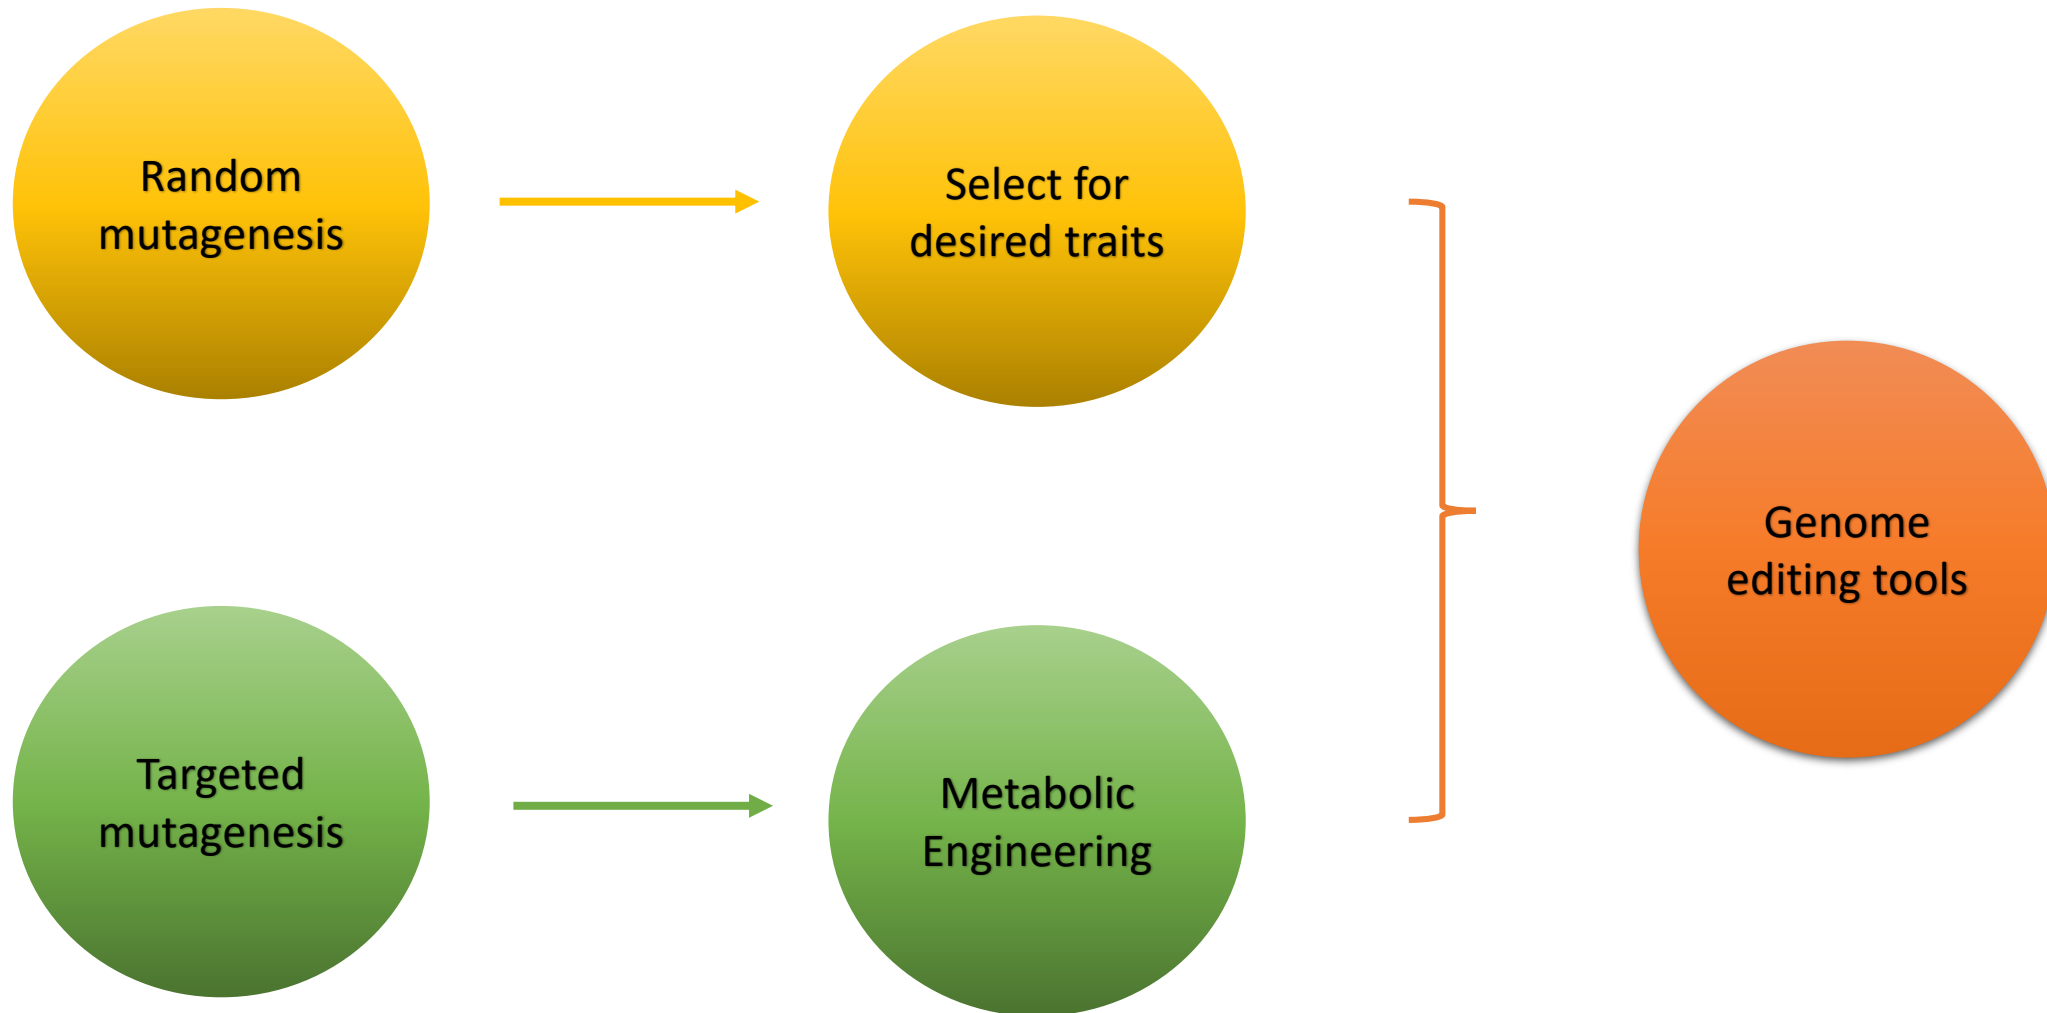 Random
mutagenesis
Select for
desired traits
Genome
editing tools
Targeted
mutagenesis
Metabolic
Engineering